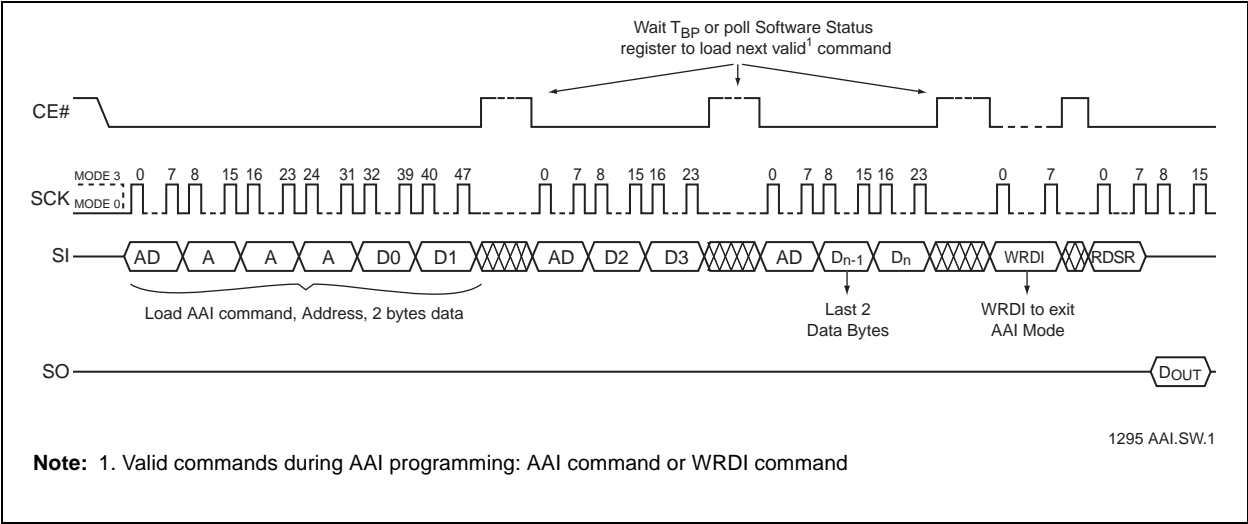 Wait TBP or poll Software Status
register to load next valid1 command
CE#
MODE 3 0 7 8 15 16 23 24 31 32 39 40 47 0 7 8 15 16 23 0 7 8 15 16 23 0 7 0 7 8 15
SCK
MODE 0
SI AD A A A D0 D1 AD D2 D3 AD Dn-1 Dn WRDI RDSR
Load AAI command, Address, 2 bytes data
Last 2
Data Bytes
WRDI to exit
AAI Mode
SO DOUT
1295 AAI.SW.1
Note: 1. Valid commands during AAI programming: AAI command or WRDI command